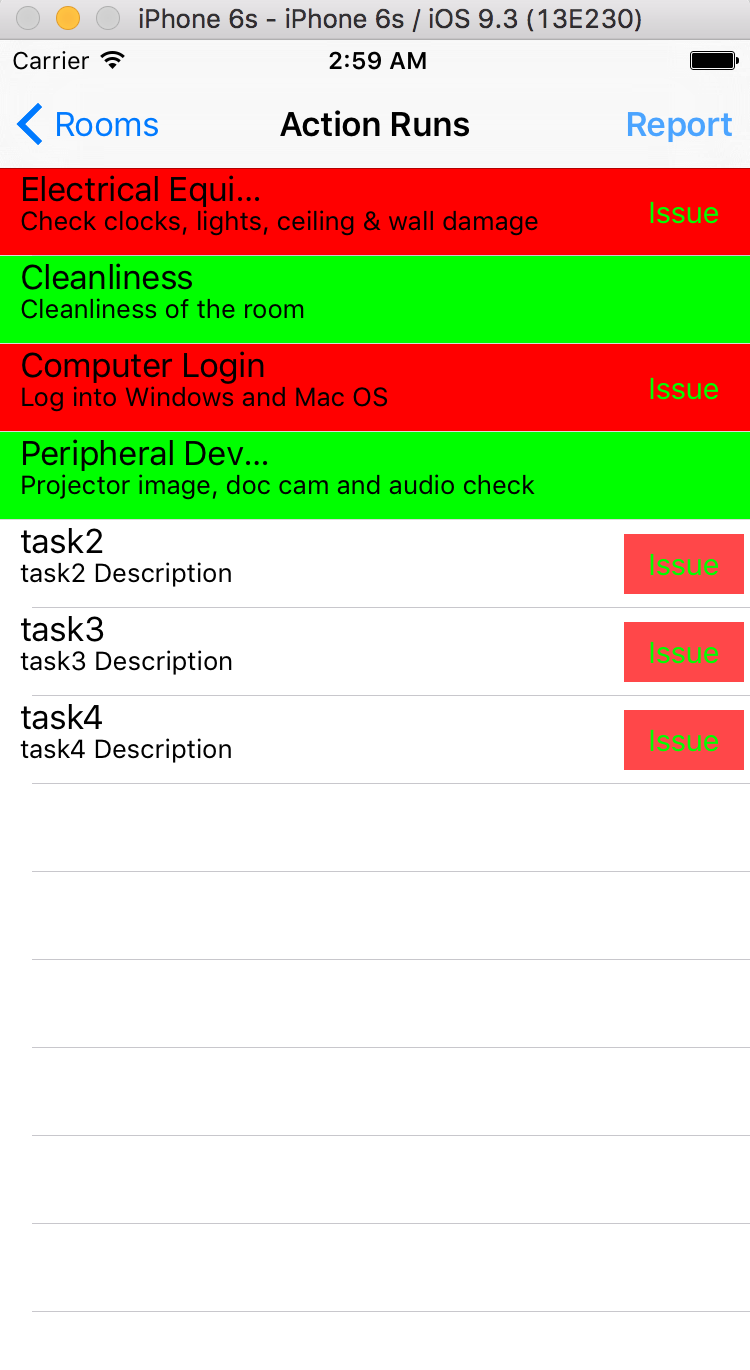 iPhone 6s - iPhone 6s / iOS 9.3 (13E230)
Carrier 2:59 AM
Rooms Action Runs Report
Electrical Equi...
Check clocks, lights, ceiling & wall damage
Issue
Cleanliness
Cleanliness of the room
Computer Login
Log into Windows and Mac OS
Issue
Peripheral Dev...
Projector image, doc cam and audio check
task2
task2 Description
Issue
task3
task3 Description
Issue
task4
task4 Description
Issue